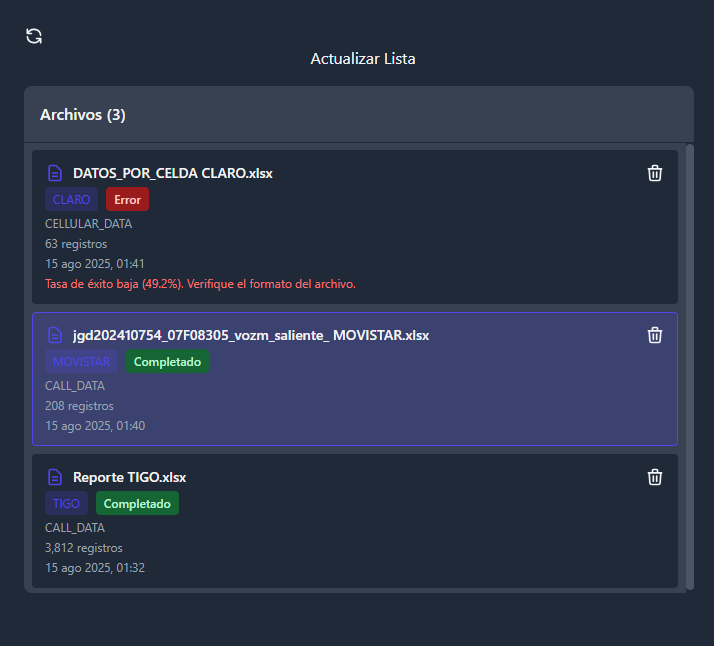 Actualizar Lista
Archivos (3)
DATOS_POR_CELDA CLARO.xlsx
CLARO Error
CELLULAR_DATA
63 registros
15 ago 2025, 01:41
Tasa de éxito baja (49.2%). Verifique el formato del archivo.
jgd202410754_07F08305_vozm_saliente_ MOVISTAR.xlsx
MOVISTAR Completado
CALL_DATA
208 registros
15 ago 2025, 01:40
Reporte TIGO.xlsx
TIGO Completado
CALL_DATA
3,812 registros
15 ago 2025, 01:32